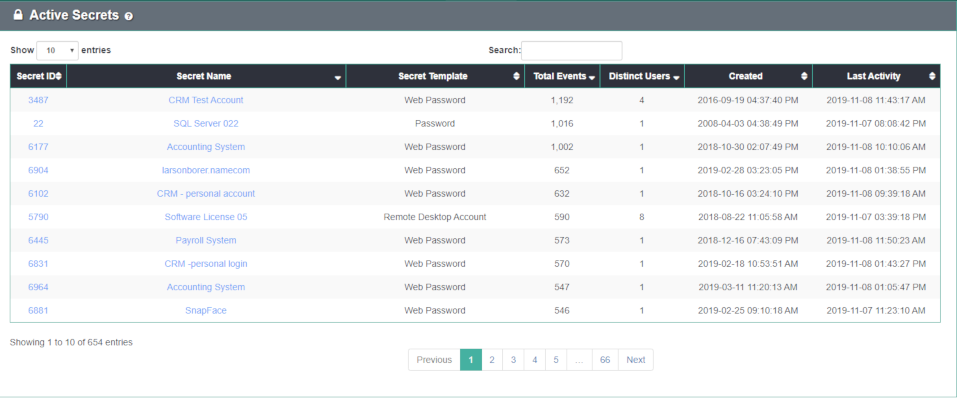 Active Secrets
Show 10 entries Search:
Secret ID Secret Name Secret Template Total Events Distinct Users Created Last Activity
3487 CRM Test Account Web Password 1,192 4 2016-09-19 04:37:40 PM 2019-11-08 11:43:17 AM
22 SQL Server 022 Password 1,016 1 2008-04-03 04:38:49 PM 2019-11-07 08:08:42 PM
6177 Accounting System Web Password 1,002 1 2018-10-30 02:07:49 PM 2019-11-08 10:10:06 AM
6904 larsonborer namecom Web Password 652 1 2019-02-28 03:23:05 PM 2019-11-08 01:38:55 PM
6102 CRM - personal account Web Password 632 1 2018-10-16 03:24:10 PM 2019-11-08 09:39:18 AM
5790 Software License 05 Remote Desktop Account 590 8 2018-08-22 11:05:58 AM 2019-11-07 03:39:18 PM
6445 Payroll System Web Password 573 1 2018-12-16 07:43:09 PM 2019-11-08 11:50:23 AM
6831 CRM -personal login Web Password 570 1 2019-02-18 10:53:51 AM 2019-11-08 01:43:27 PM
6964 Accounting System Web Password 547 1 2019-03-11 11:20:13 AM 2019-11-08 01:05:47 PM
6881 SnapFace Web Password 546 1 2019-02-25 09:10:18 AM 2019-11-07 11:23:10 AM
Showing 1 to 10 of 654 entries
Previous 1 2 3 4 5 ... 66 Next